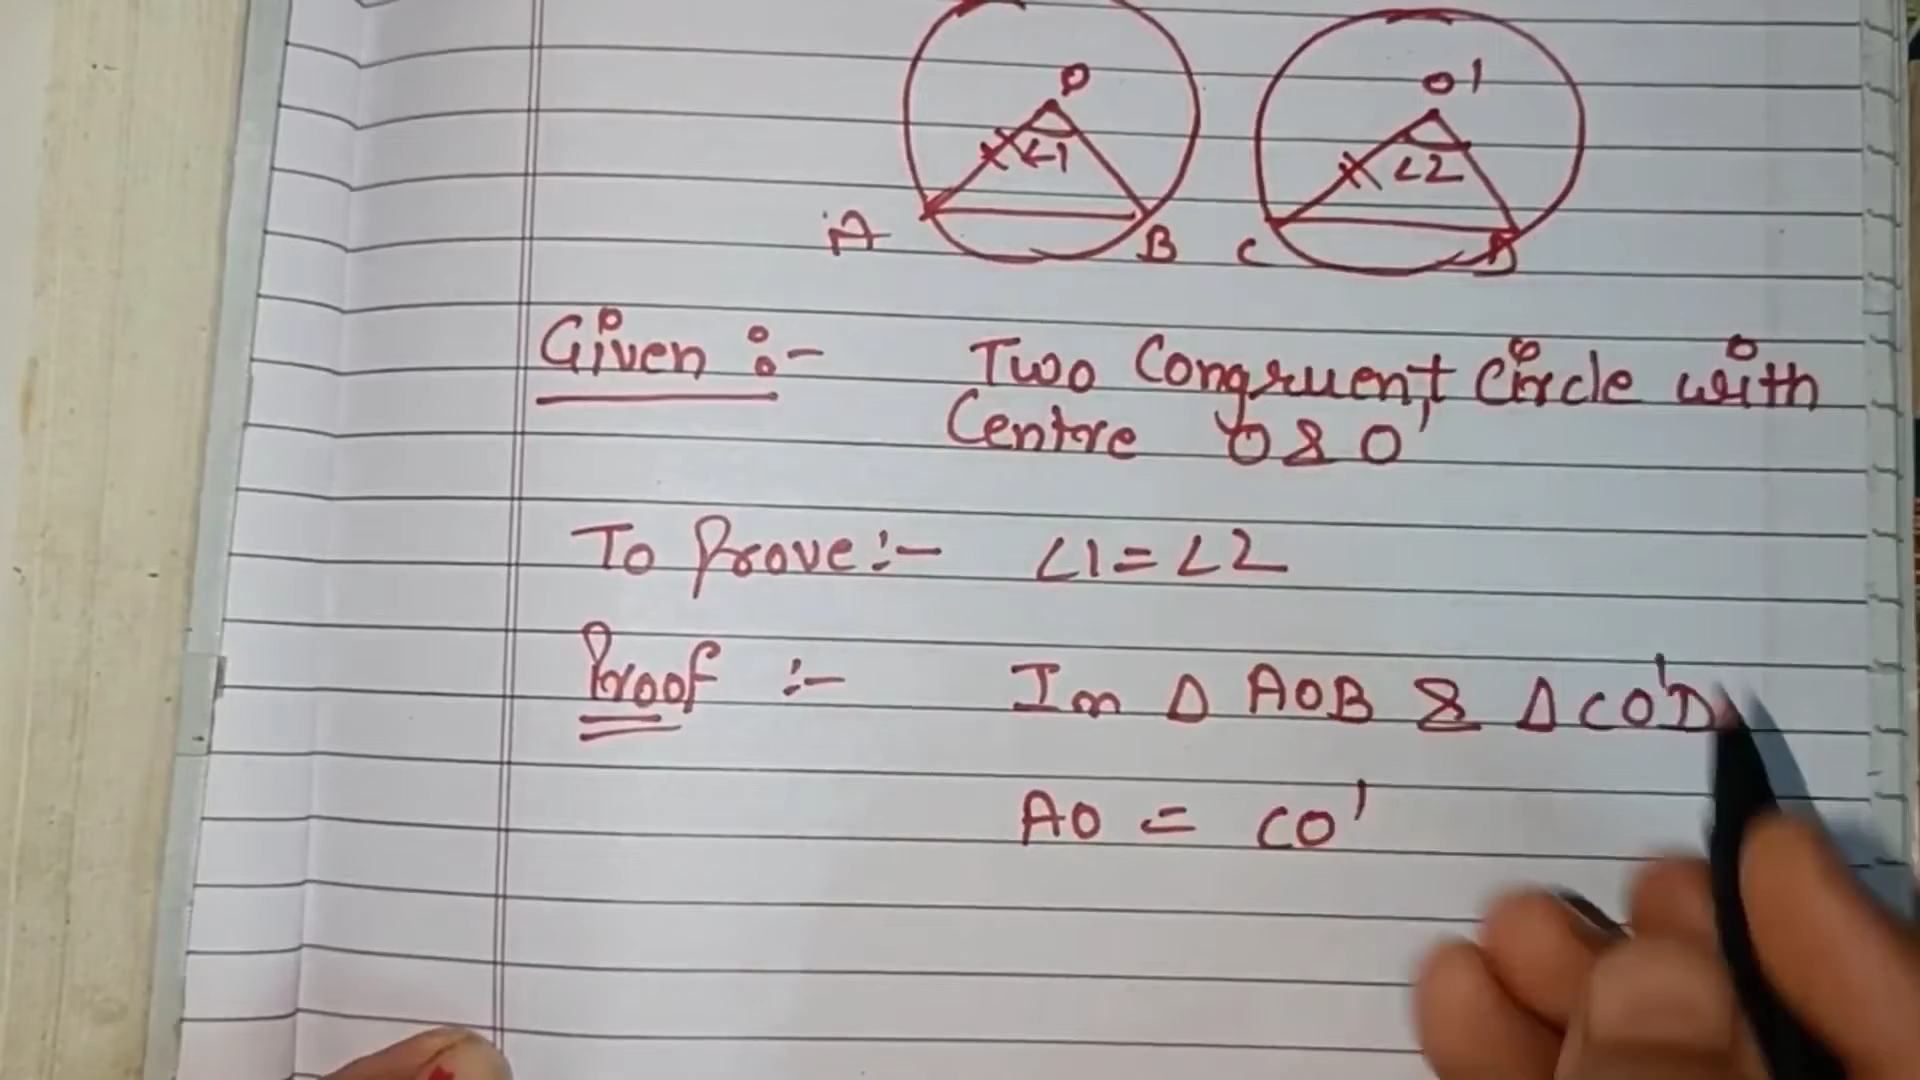 O O'
∠1 ∠2
A B C D
Given :- Two Congruent Circle with
Centre O & O'
To Prove :- ∠1 = ∠2
Proof :- In Δ AOB & Δ CO'D
AO = CO'